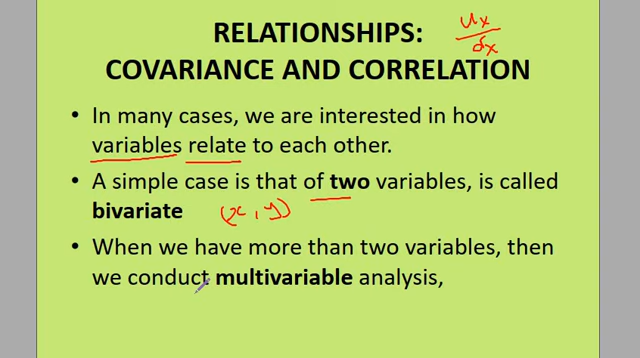 RELATIONSHIPS:
COVARIANCE AND CORRELATION
• In many cases, we are interested in how
variables relate to each other.
• A simple case is that of two variables, is called
bivariate (x, y)
• When we have more than two variables, then
we conduct multivariable analysis,